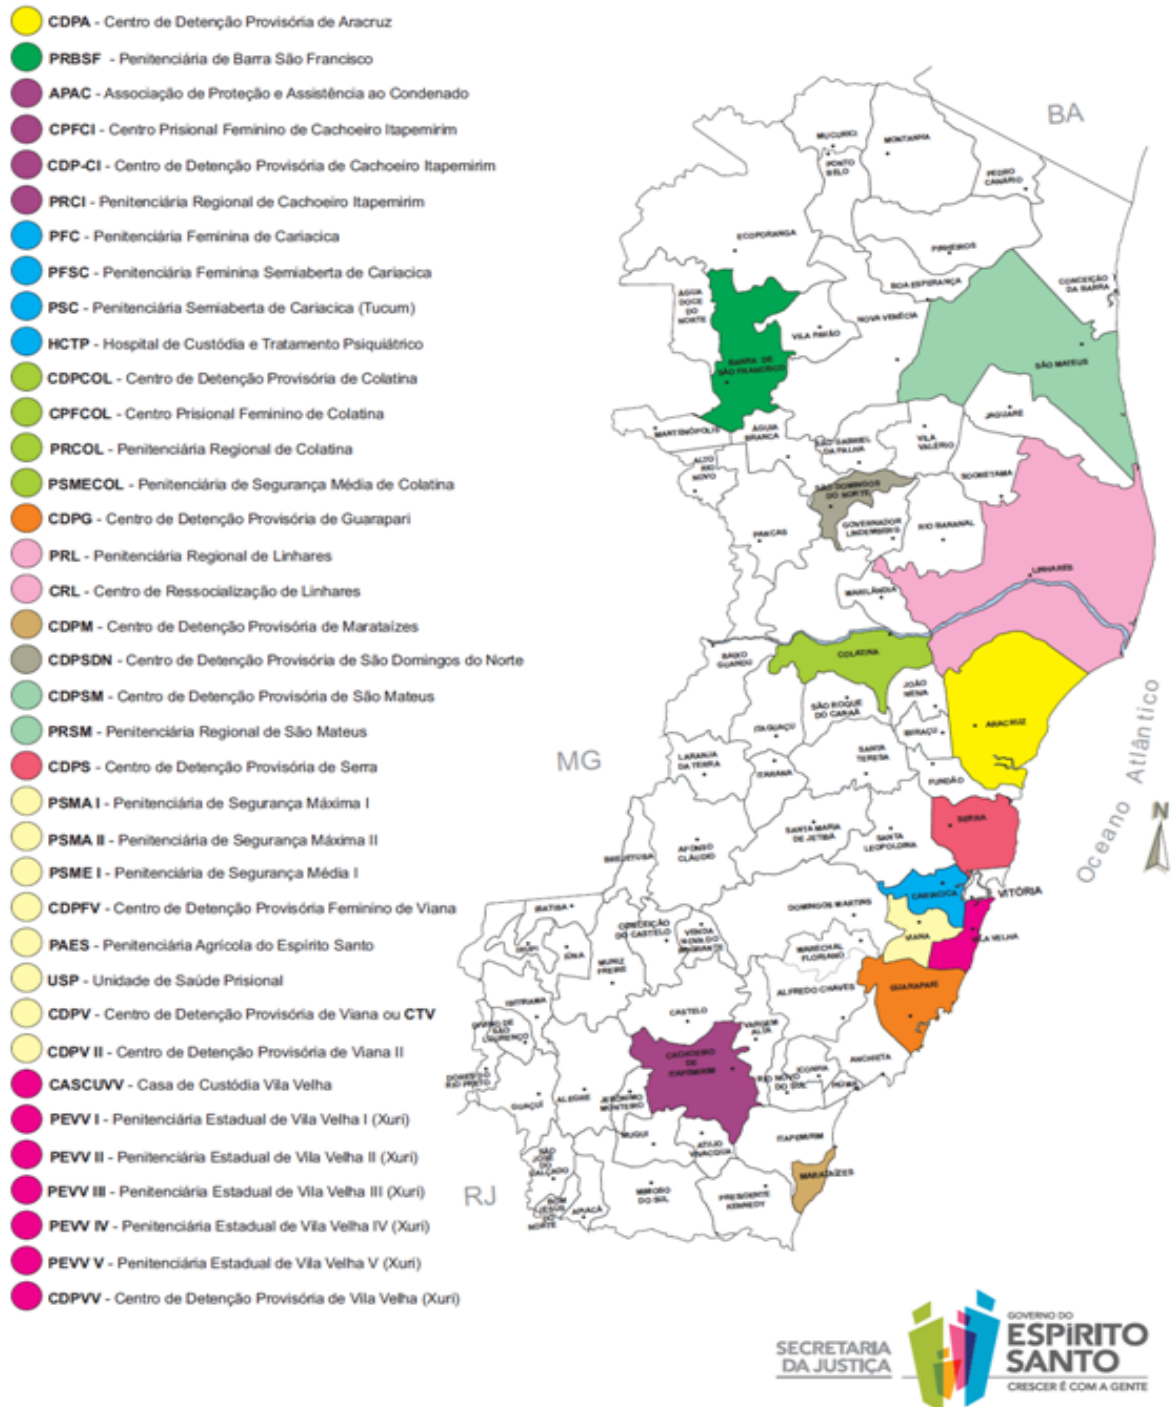 CDPA - Centro de Detenção Provisória de Aracruz
PRBSF - Penitenciária de Barra São Francisco
APAC - Associação de Proteção e Assistência ao Condenado
CPFCI - Centro Prisional Feminino de Cachoeiro Itapemirim
CDP-CI - Centro de Detenção Provisória de Cachoeiro Itapemirim
PRCI - Penitenciária Regional de Cachoeiro Itapemirim
PFC - Penitenciária Feminina de Cariacica
PFSC - Penitenciária Feminina Semiaberta de Cariacica
PSC - Penitenciária Semiaberta de Cariacica (Tucum)
HCTP - Hospital de Custódia e Tratamento Psiquiátrico
CDPCOL - Centro de Detenção Provisória de Colatina
CPFCOL - Centro Prisional Feminino de Colatina
PRCOL - Penitenciária Regional de Colatina
PSMECOL - Penitenciária de Segurança Média de Colatina
CDPG - Centro de Detenção Provisória de Guarapari
PRL - Penitenciária Regional de Linhares
CRL - Centro de Ressocialização de Linhares
CDPM - Centro de Detenção Provisória de Marataízes
CDPSDN - Centro de Detenção Provisória de São Domingos do Norte
CDPSM - Centro de Detenção Provisória de São Mateus
PRSM - Penitenciária Regional de São Mateus
CDPS - Centro de Detenção Provisória de Serra
PSMA I - Penitenciária de Segurança Máxima I
PSMA II - Penitenciária de Segurança Máxima II
PSME I - Penitenciária de Segurança Média I
CDPFV - Centro de Detenção Provisória Feminino de Viana
PAES - Penitenciária Agrícola do Espírito Santo
USP - Unidade de Saúde Prisional
CDPV - Centro de Detenção Provisória de Viana ou CTV
CDPV II - Centro de Detenção Provisória de Viana II
CASCUVV - Casa de Custódia Vila Velha
PEVV I - Penitenciária Estadual de Vila Velha I (Xuri)
PEVV II - Penitenciária Estadual de Vila Velha II (Xuri)
PEVV III - Penitenciária Estadual de Vila Velha III (Xuri)
PEVV IV - Penitenciária Estadual de Vila Velha IV (Xuri)
PEVV V - Penitenciária Estadual de Vila Velha V (Xuri)
CDPVV - Centro de Detenção Provisória de Vila Velha (Xuri)
BA
MUCURICI
MONTANHA
PONTO
BELO
PEDRO
CANÁRIO
ECOPORANGA
PINHEIROS
BOA ESPERANÇA
CONCEIÇÃO
DA BARRA
ÁGUA
DOCE
DO
NORTE
VILA PAVÃO
NOVA VENÉCIA
BARRA DE
SÃO FRANCISCO
SÃO MATEUS
JAGUARÉ
MANTENÓPOLIS
ÁGUIA
BRANCA
SÃO GABRIEL
DA PALHA
VILA
VALÉRIO
ALTO
RIO
NOVO
SOORETAMA
SÃO DOMINGOS
DO NORTE
GOVERNADOR
LINDEMBERG
RIO BANANAL
PANCAS
LINHARES
MARILÂNDIA
BAIXO
GUANDU
COLATINA
JOÃO
NEIVA
SÃO ROQUE
DO CANAÃ
ITAGUAÇU
IBIRAÇU
ARACRUZ
MG
LARANJA
DA TERRA
ITARANA
SANTA
TERESA
FUNDÃO
Oceano Atlântico
N
SERRA
SANTA MARIA
DE JETIBÁ
SANTA
LEOPOLDINA
AFONSO
CLÁUDIO
BREJETUBA
CARIACICA
VITÓRIA
DOMINGOS MARTINS
IBATIBA
CONCEIÇÃO
DO CASTELO
VENDA
NOVA DO
IMIGRANTE
VIANA
VILA VELHA
MARECHAL
FLORIANO
IRUPI
IÚNA
MUNIZ
FREIRE
ALFREDO CHAVES
GUARAPARI
IBITIRAMA
CASTELO
DIVINO DE
SÃO
LOURENÇO
VARGEM
ALTA
CACHOEIRO
DE
ITAPEMIRIM
ANCHIETA
ICONHA
RIO NOVO
DO SUL
PIÚMA
DORES DO
RIO PRETO
GUAÇUÍ
ALEGRE
JERÔNIMO
MONTEIRO
MUQUI
ATÍLIO
VIVACQUA
ITAPEMIRIM
SÃO
JOSÉ
DO
CALÇADO
MARATAÍZES
RJ
BOM
JESUS
DO
NORTE
APIACÁ
MIMOSO
DO SUL
PRESIDENTE
KENNEDY
SECRETARIA
DA JUSTIÇA
GOVERNO DO
ESPÍRITO
SANTO
CRESCER É COM A GENTE